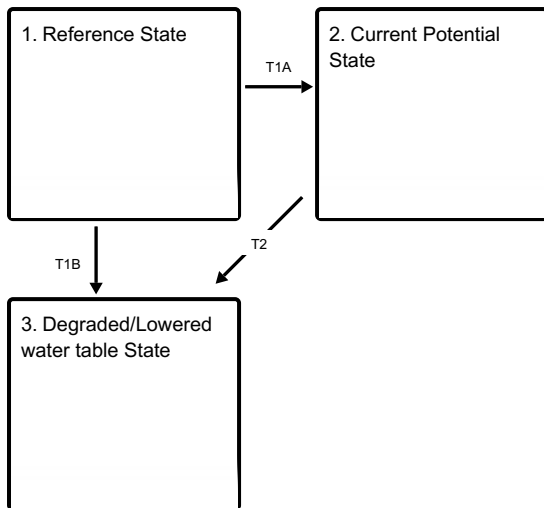 1. Reference State
2. Current Potential
State
T1A
T1B
T2
3. Degraded/Lowered
water table State